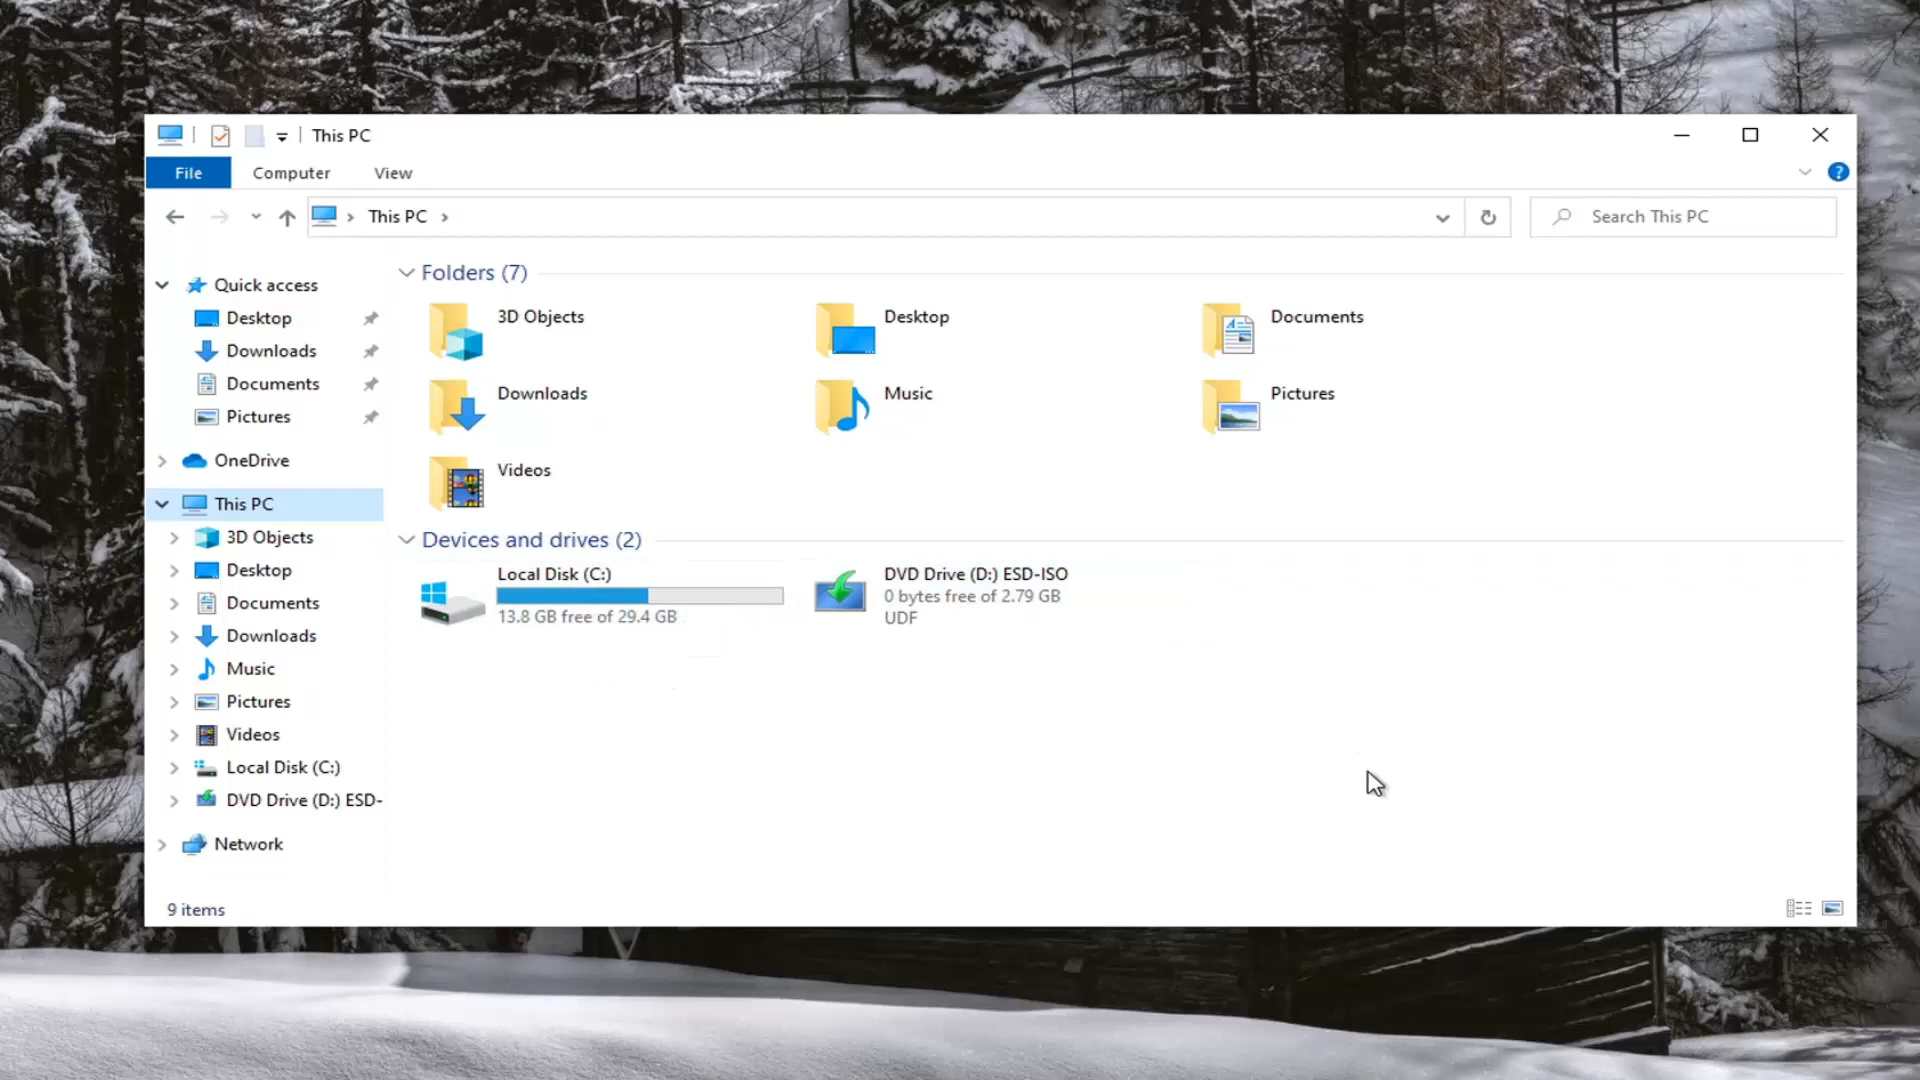 This PC
File
Computer
View
This PC
Search This PC
Quick access
Desktop
Downloads
Documents
Pictures
OneDrive
This PC
3D Objects
Desktop
Documents
Downloads
Music
Pictures
Videos
Local Disk (C:)
DVD Drive (D:) ESD-
Network
Folders (7)
3D Objects
Desktop
Documents
Downloads
Music
Pictures
Videos
Devices and drives (2)
Local Disk (C:)
13.8 GB free of 29.4 GB
DVD Drive (D:) ESD-ISO
0 bytes free of 2.79 GB
UDF
9 items